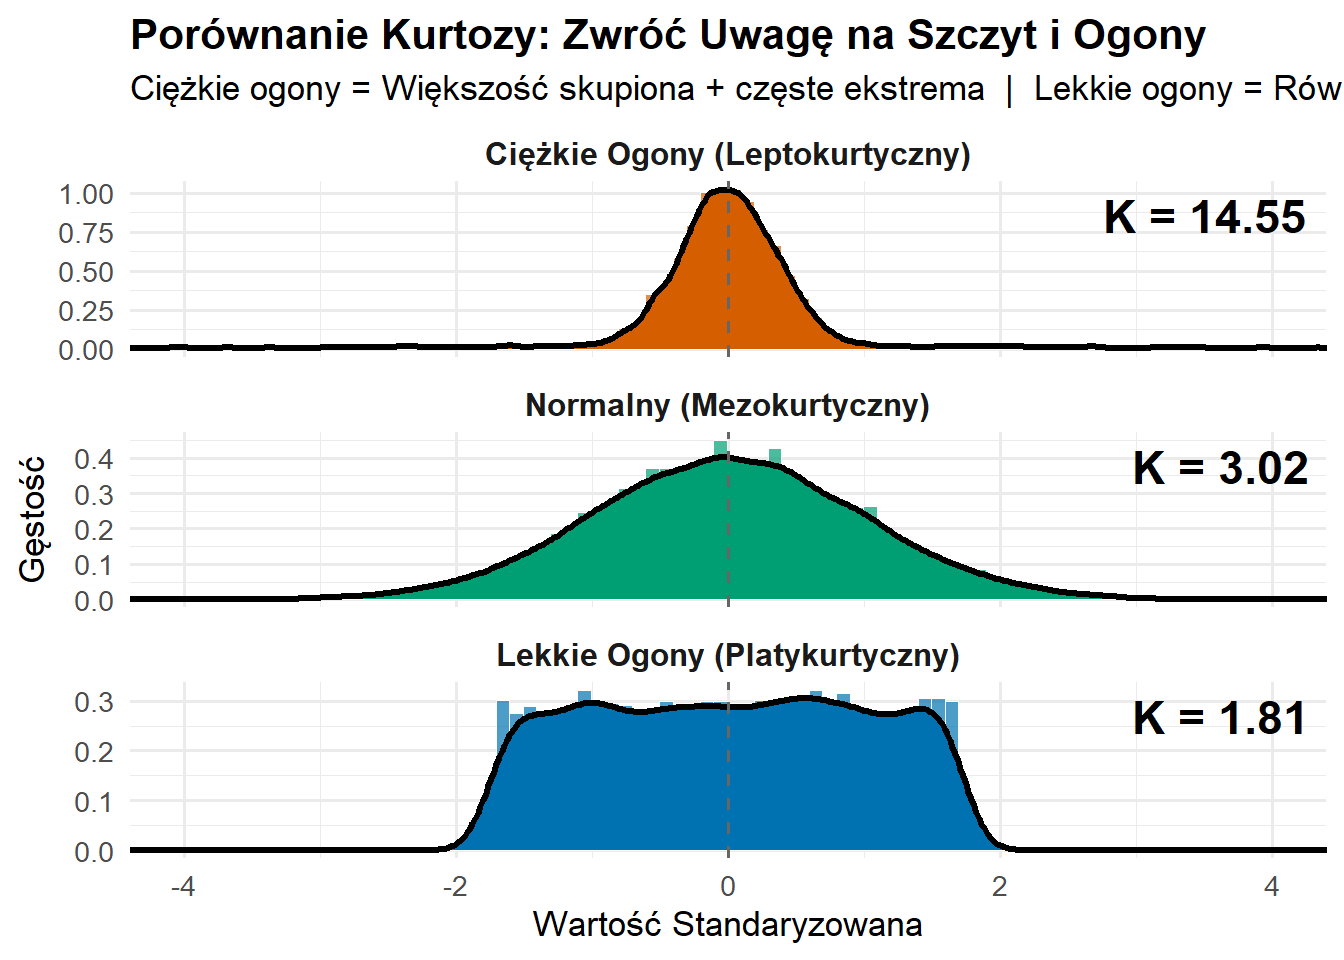 Porównanie Kurtozy: Zwróć Uwagę na Szczyt i Ogony
Ciężkie ogony = Większość skupiona + częste ekstrema | Lekkie ogony = Rów
Ciężkie Ogony (Leptokurtyczny)
1.00
0.75
0.50
0.25
0.00
K = 14.55
Normalny (Mezokurtyczny)
0.4
0.3
0.2
0.1
0.0
K = 3.02
Gęstość
Lekkie Ogony (Platykurtyczny)
0.3
0.2
0.1
0.0
K = 1.81
-4 -2 0 2 4
Wartość Standaryzowana